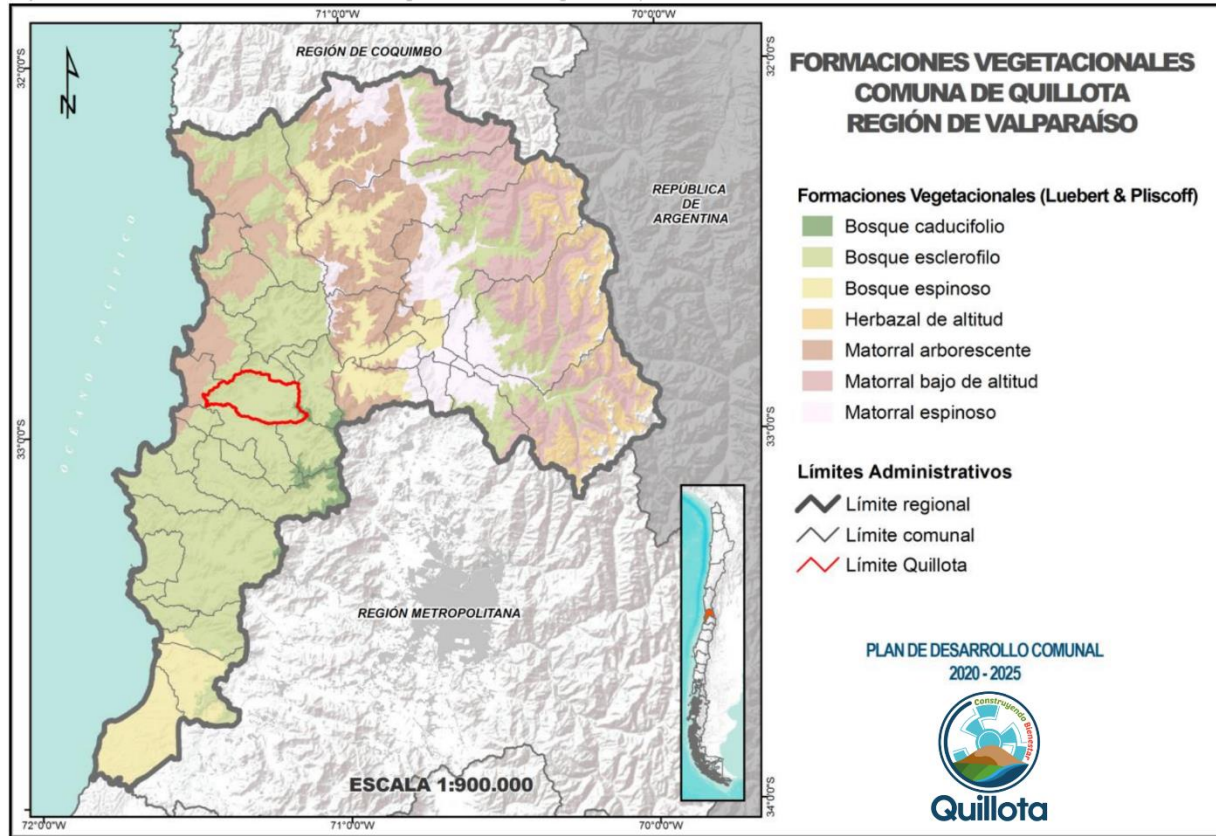 71°0'0"W
70°0'0"W
32°0'0"S
32°0'0"S
REGIÓN DE COQUIMBO
N
REPÚBLICA
DE
ARGENTINA
OCÉANO PACÍFICO
33°0'0"S
33°0'0"S
REGIÓN METROPOLITANA
ESCALA 1:900.000
34°0'0"S
72°0'0"W
71°0'0"W
70°0'0"W
FORMACIONES VEGETACIONALES
COMUNA DE QUILLOTA
REGIÓN DE VALPARAÍSO
Formaciones Vegetacionales (Luebert & Pliscoff)
Bosque caducifolio
Bosque esclerofilo
Bosque espinoso
Herbazal de altitud
Matorral arborescente
Matorral bajo de altitud
Matorral espinoso
Límites Administrativos
Límite regional
Límite comunal
Límite Quillota
PLAN DE DESARROLLO COMUNAL
2020 - 2025
Construyendo Bienestar
Quillota